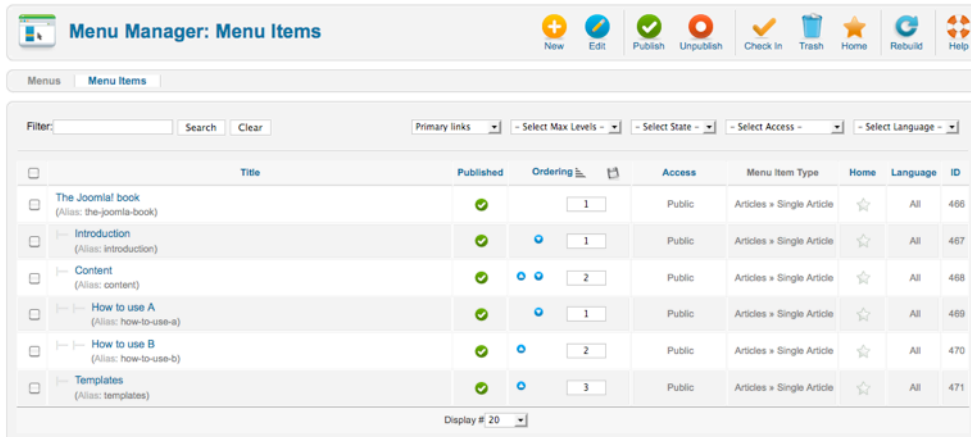 Menu Manager: Menu Items
New Edit Publish Unpublish Check In Trash Home Rebuild Help
Menus Menu Items
Filter: Search Clear Primary links - Select Max Levels - - Select State - - Select Access - - Select Language -
Title Published Ordering Access Menu Item Type Home Language ID
The Joomla! book 1 Public Articles » Single Article All 466
(Alias: the-joomla-book)
Introduction 1 Public Articles » Single Article All 467
(Alias: introduction)
Content 2 Public Articles » Single Article All 468
(Alias: content)
How to use A 1 Public Articles » Single Article All 469
(Alias: how-to-use-a)
How to use B 2 Public Articles » Single Article All 470
(Alias: how-to-use-b)
Templates 3 Public Articles » Single Article All 471
(Alias: templates)
Display # 20